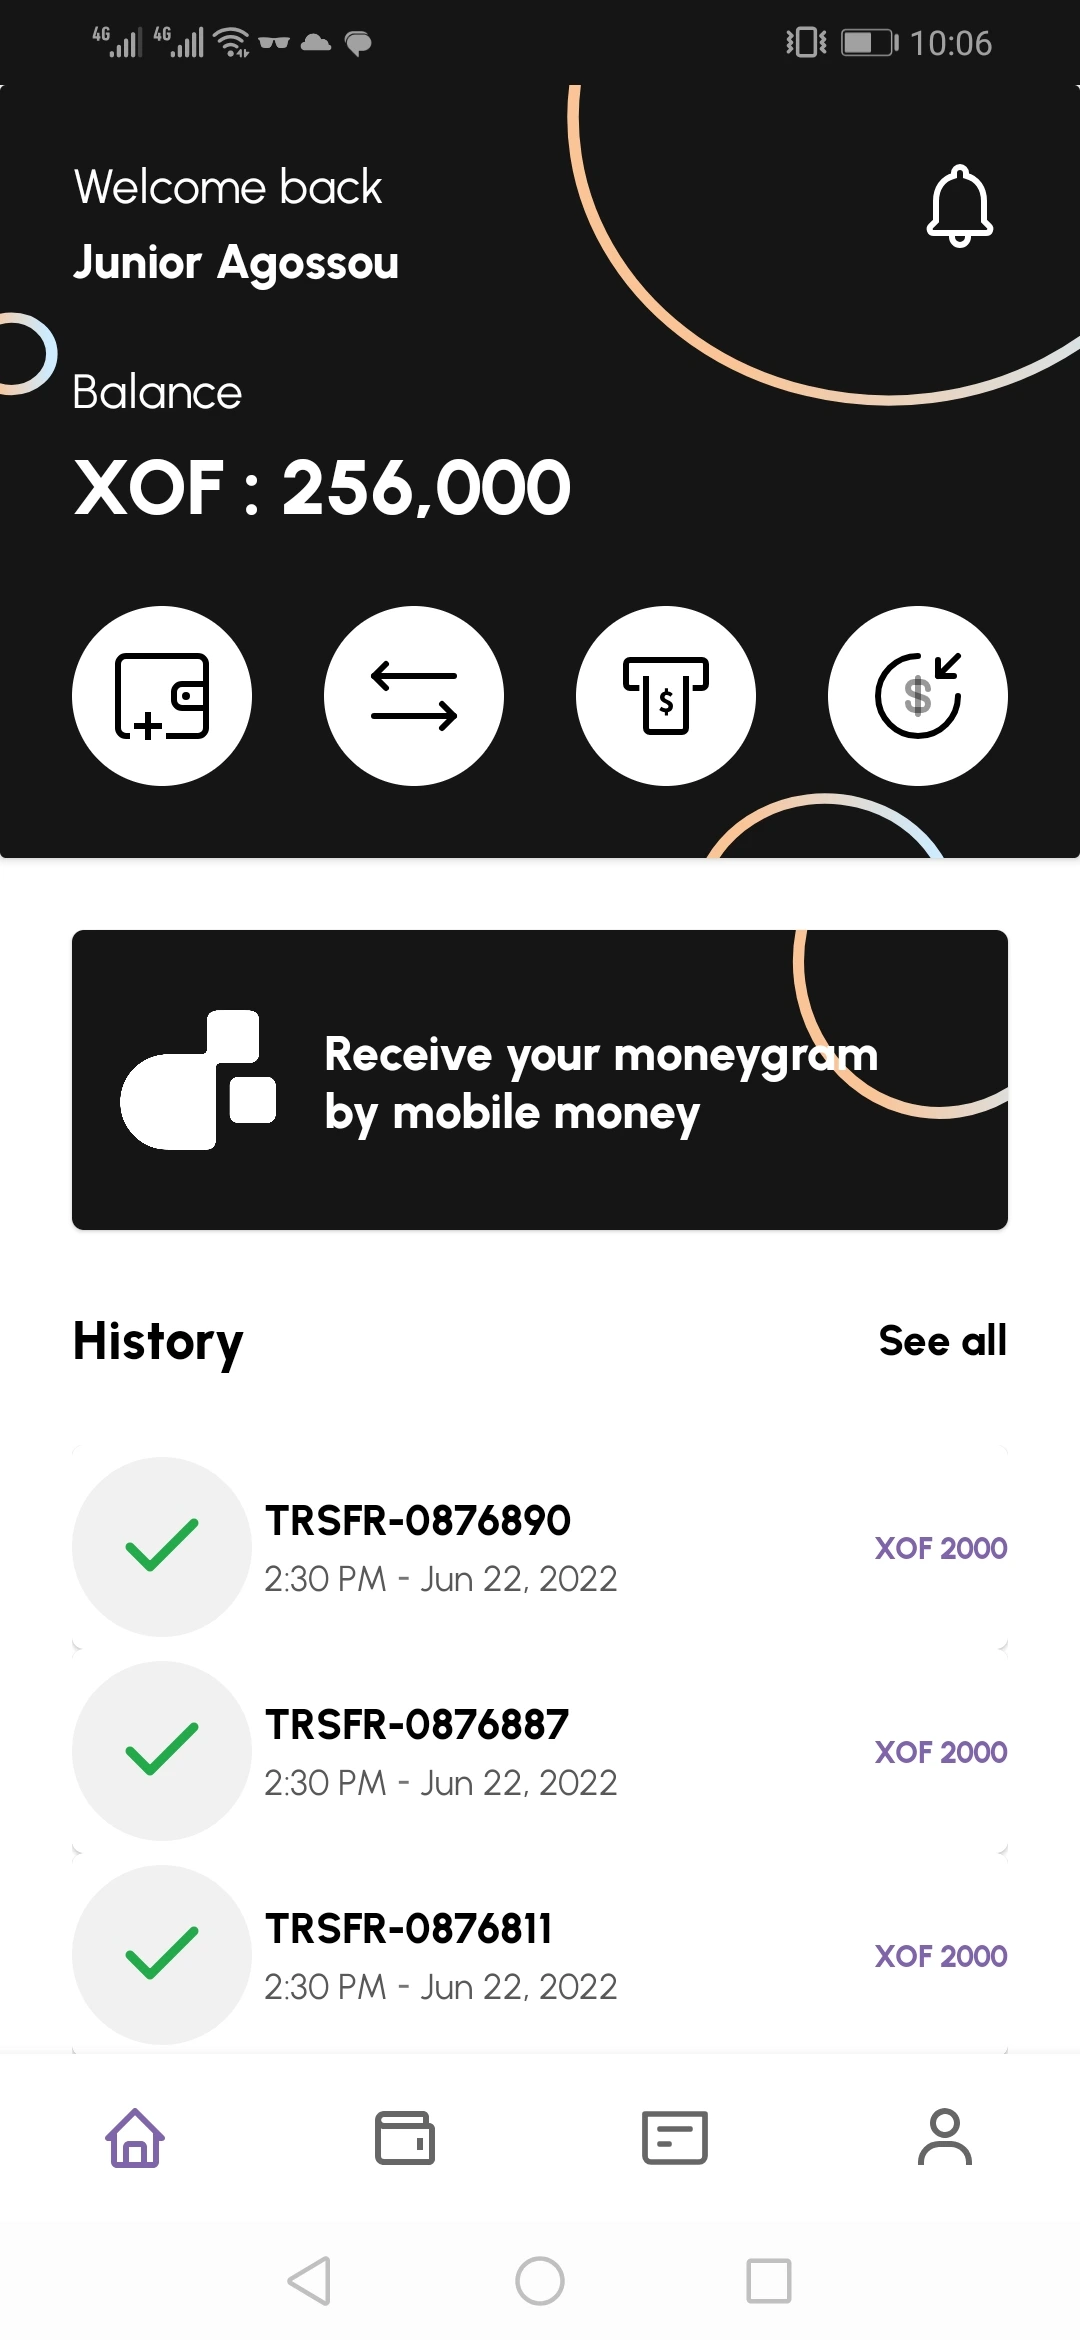 4G 4G 10:06
Welcome back
Junior Agossou
Balance
XOF : 256,000
$ $
Receive your moneygram
by mobile money
History See all
TRSFR-0876890
XOF 2000
2:30 PM - Jun 22, 2022
TRSFR-0876887
XOF 2000
2:30 PM - Jun 22, 2022
TRSFR-0876811
XOF 2000
2:30 PM - Jun 22, 2022